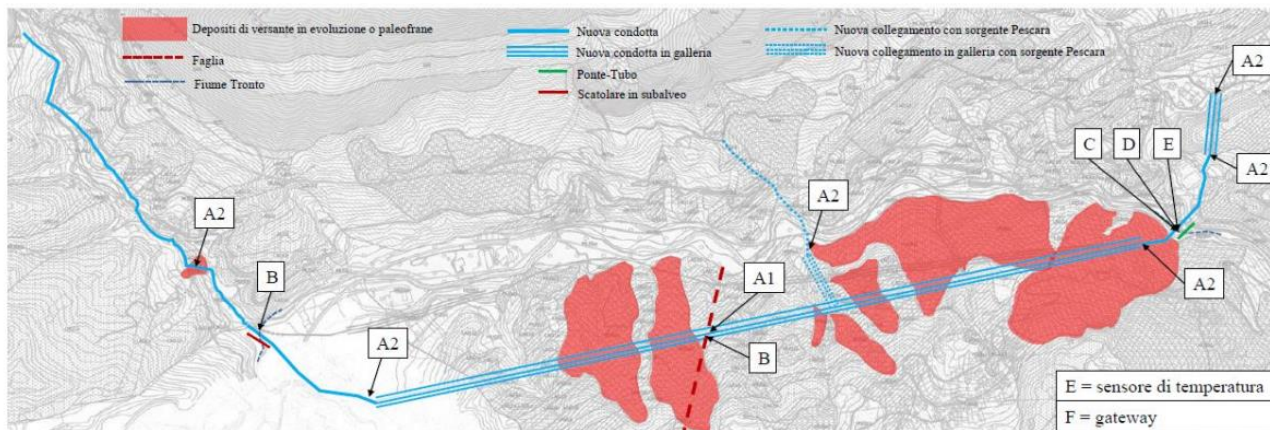 Depositi di versante in evoluzione o paleofrane
Faglia
Fiume Tronto
Nuova condotta
Nuova condotta in galleria
Ponte-Tubo
Scatolare in subalveo
Nuova collegamento con sorgente Pescara
Nuova collegamento in galleria con sorgente Pescara
A2
C
D
E
A2
A2
A2
B
A1
A2
A2
B
E = sensore di temperatura
F = gateway